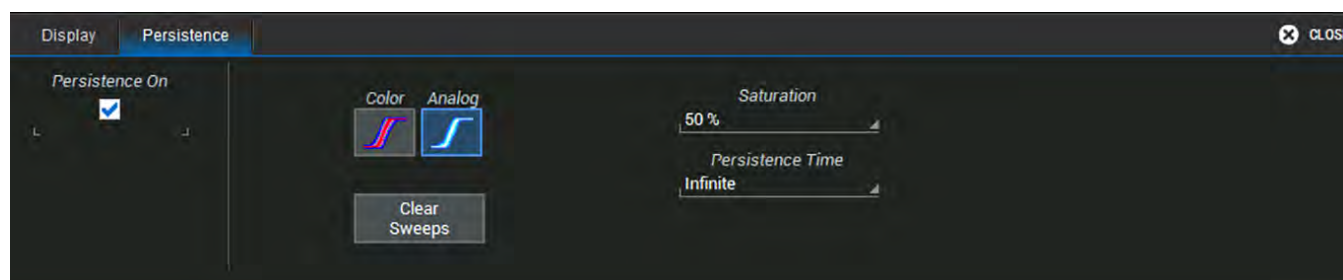 Display Persistence CLOS
Persistence On
Color Analog
Saturation
50 %
Persistence Time
Infinite
Clear
Sweeps